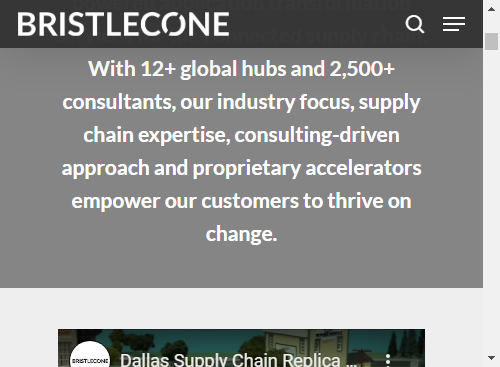 BRISTLECONE
With 12+ global hubs and 2,500+
consultants, our industry focus, supply
chain expertise, consulting-driven
approach and proprietary accelerators
empower our customers to thrive on
change.
BRISTLECONE
Dallas Supply Chain Replica ...